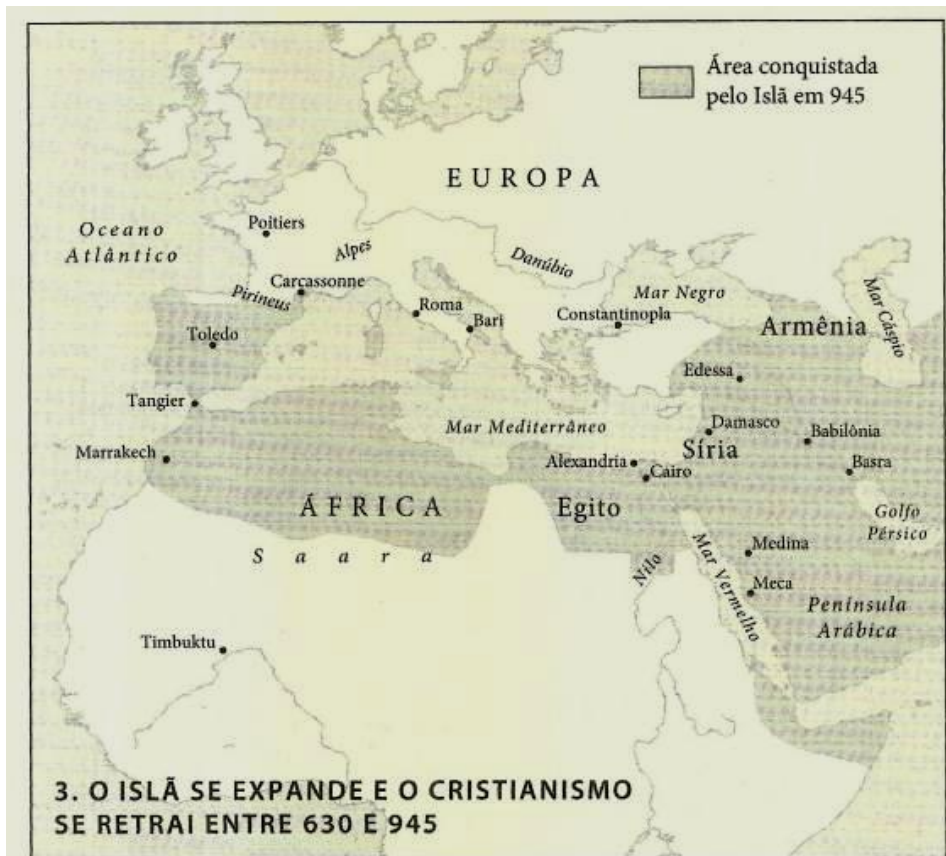 Área conquistada
pelo Islã em 945
EUROPA
Oceano
Atlântico
Poitiers
Alpes
Danúbio
Carcassonne
Pirineus
Mar Negro
Mar Cáspio
Roma
Bari
Constantinopla
Armênia
Toledo
Edessa
Tangier
Mar Mediterrâneo
Damasco
Babilônia
Marrakech
Síria
Alexandria
Cairo
Basra
ÁFRICA
Egito
Golfo
Pérsico
Saara
Nilo
Mar Vermelho
Medina
Meca
Península
Arábica
Timbuktu
3. O ISLÃ SE EXPANDE E O CRISTIANISMO
SE RETRAI ENTRE 630 E 945